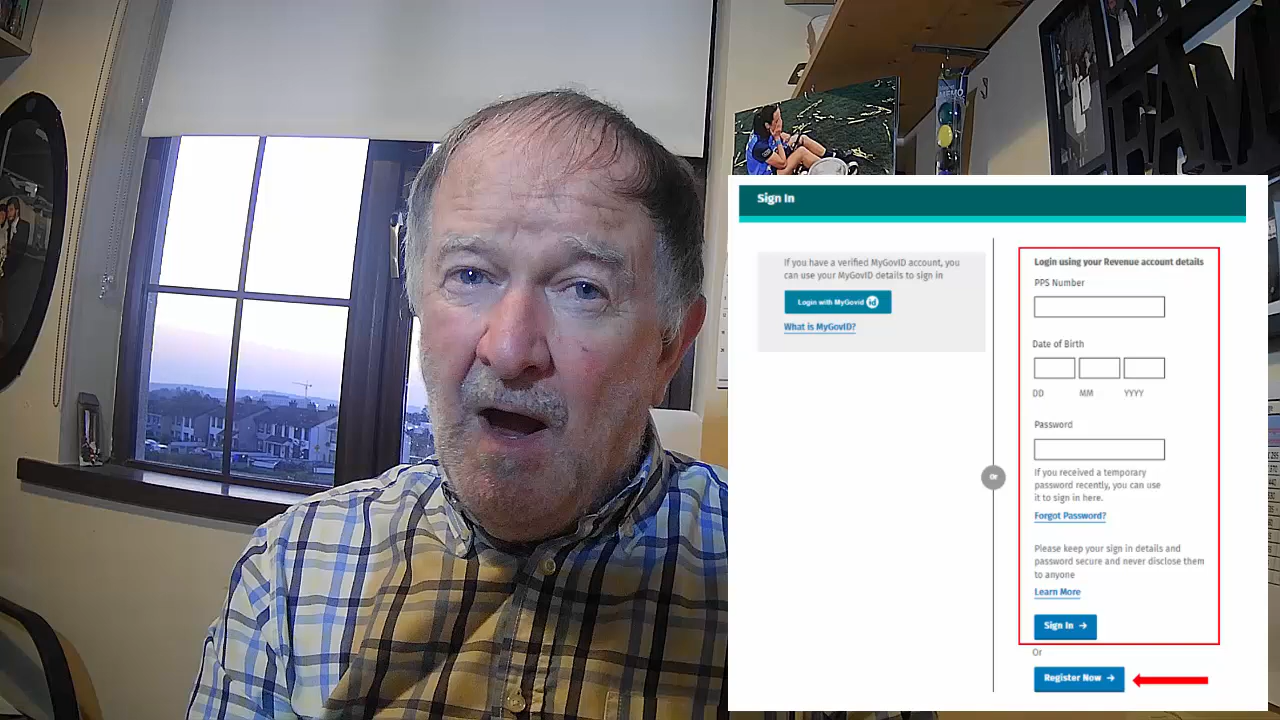 MEMO
FAM
Sign In
If you have a verified MyGovID account, you
can use your MyGovID details to sign in
Login with MyGovid id
What is MyGovID?
or
Login using your Revenue account details
PPS Number
Date of Birth
DD MM YYYY
Password
If you received a temporary
password recently, you can use
it to sign in here.
Forgot Password?
Please keep your sign in details and
password secure and never disclose them
to anyone
Learn More
Sign In
Or
Register Now